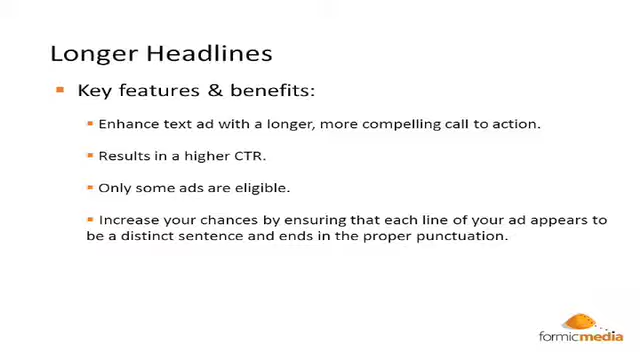 Longer Headlines
Key features & benefits:
Enhance text ad with a longer, more compelling call to action.
Results in a higher CTR.
Only some ads are eligible.
Increase your chances by ensuring that each line of your ad appears to
be a distinct sentence and ends in the proper punctuation.
formicmedia